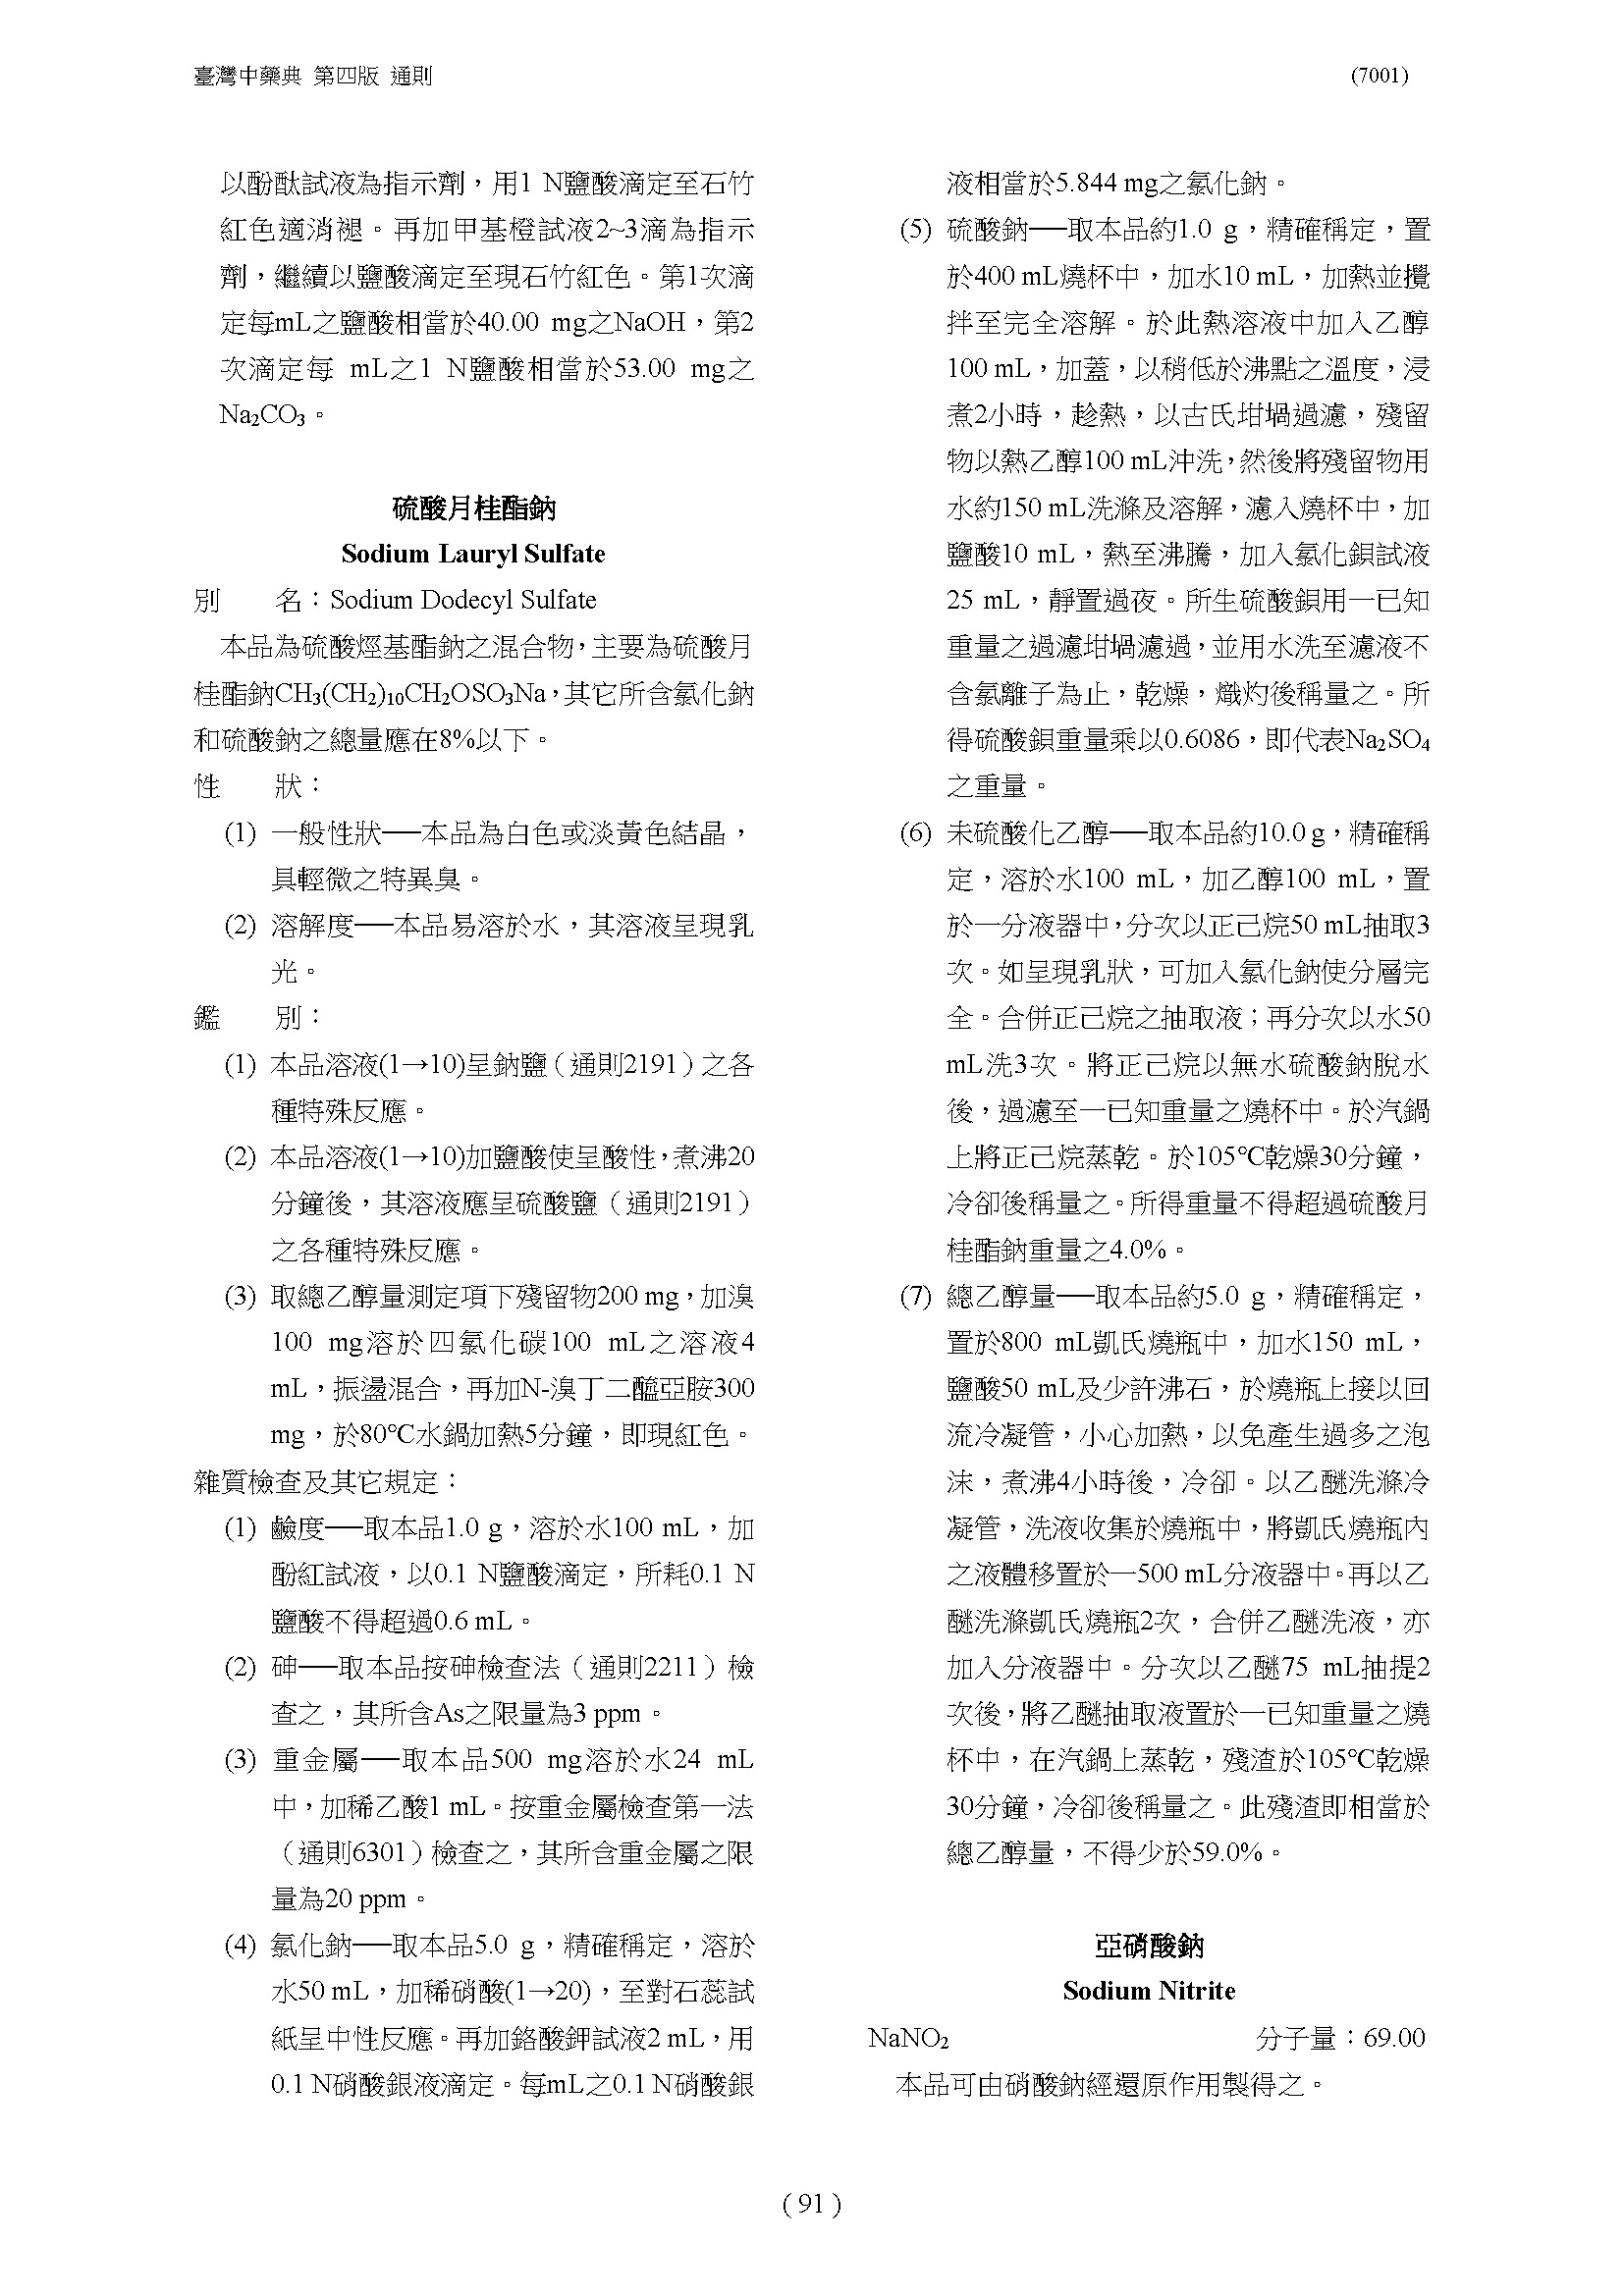 臺灣中藥典 第四版 通則 (7001)
以酚酞試液為指示劑，用1 N鹽酸滴定至石竹
紅色適消褪。再加甲基橙試液2~3滴為指示
劑，繼續以鹽酸滴定至現石竹紅色。第1次滴
定每mL之鹽酸相當於40.00 mg之NaOH，第2
次滴定每 mL之1 N鹽酸相當於53.00 mg之
Na₂CO₃。
硫酸月桂酯鈉
Sodium Lauryl Sulfate
別　　名：Sodium Dodecyl Sulfate
本品為硫酸烴基酯鈉之混合物，主要為硫酸月
桂酯鈉CH₃(CH₂)₁₀CH₂OSO₃Na，其它所含氯化鈉
和硫酸鈉之總量應在8%以下。
性　　狀：
(1) 一般性狀──本品為白色或淡黃色結晶，
具輕微之特異臭。
(2) 溶解度──本品易溶於水，其溶液呈現乳
光。
鑑　　別：
(1) 本品溶液(1→10)呈鈉鹽（通則2191）之各
種特殊反應。
(2) 本品溶液(1→10)加鹽酸使呈酸性，煮沸20
分鐘後，其溶液應呈硫酸鹽（通則2191）
之各種特殊反應。
(3) 取總乙醇量測定項下殘留物200 mg，加溴
100 mg溶於四氯化碳100 mL之溶液4
mL，振盪混合，再加N-溴丁二醯亞胺300
mg，於80℃水鍋加熱5分鐘，即現紅色。
雜質檢查及其它規定：
(1) 鹼度──取本品1.0 g，溶於水100 mL，加
酚紅試液，以0.1 N鹽酸滴定，所耗0.1 N
鹽酸不得超過0.6 mL。
(2) 砷──取本品按砷檢查法（通則2211）檢
查之，其所含As之限量為3 ppm。
(3) 重金屬──取本品500 mg溶於水24 mL
中，加稀乙酸1 mL。按重金屬檢查第一法
（通則6301）檢查之，其所含重金屬之限
量為20 ppm。
(4) 氯化鈉──取本品5.0 g，精確稱定，溶於
水50 mL，加稀硝酸(1→20)，至對石蕊試
紙呈中性反應。再加鉻酸鉀試液2 mL，用
0.1 N硝酸銀液滴定。每mL之0.1 N硝酸銀
液相當於5.844 mg之氯化鈉。
(5) 硫酸鈉──取本品約1.0 g，精確稱定，置
於400 mL燒杯中，加水10 mL，加熱並攪
拌至完全溶解。於此熱溶液中加入乙醇
100 mL，加蓋，以稍低於沸點之溫度，浸
煮2小時，趁熱，以古氏坩堝過濾，殘留
物以熱乙醇100 mL沖洗，然後將殘留物用
水約150 mL洗滌及溶解，濾入燒杯中，加
鹽酸10 mL，熱至沸騰，加入氯化鋇試液
25 mL，靜置過夜。所生硫酸鋇用一已知
重量之過濾坩堝濾過，並用水洗至濾液不
含氯離子為止，乾燥，熾灼後稱量之。所
得硫酸鋇重量乘以0.6086，即代表Na₂SO₄
之重量。
(6) 未硫酸化乙醇──取本品約10.0 g，精確稱
定，溶於水100 mL，加乙醇100 mL，置
於一分液器中，分次以正己烷50 mL抽取3
次。如呈現乳狀，可加入氯化鈉使分層完
全。合併正己烷之抽取液；再分次以水50
mL洗3次。將正己烷以無水硫酸鈉脫水
後，過濾至一已知重量之燒杯中。於汽鍋
上將正己烷蒸乾。於105℃乾燥30分鐘，
冷卻後稱量之。所得重量不得超過硫酸月
桂酯鈉重量之4.0%。
(7) 總乙醇量──取本品約5.0 g，精確稱定，
置於800 mL凱氏燒瓶中，加水150 mL，
鹽酸50 mL及少許沸石，於燒瓶上接以回
流冷凝管，小心加熱，以免產生過多之泡
沫，煮沸4小時後，冷卻。以乙醚洗滌冷
凝管，洗液收集於燒瓶中，將凱氏燒瓶內
之液體移置於一500 mL分液器中。再以乙
醚洗滌凱氏燒瓶2次，合併乙醚洗液，亦
加入分液器中。分次以乙醚75 mL抽提2
次後，將乙醚抽取液置於一已知重量之燒
杯中，在汽鍋上蒸乾，殘渣於105℃乾燥
30分鐘，冷卻後稱量之。此殘渣即相當於
總乙醇量，不得少於59.0%。
亞硝酸鈉
Sodium Nitrite
NaNO₂ 分子量：69.00
本品可由硝酸鈉經還原作用製得之。
( 91 )